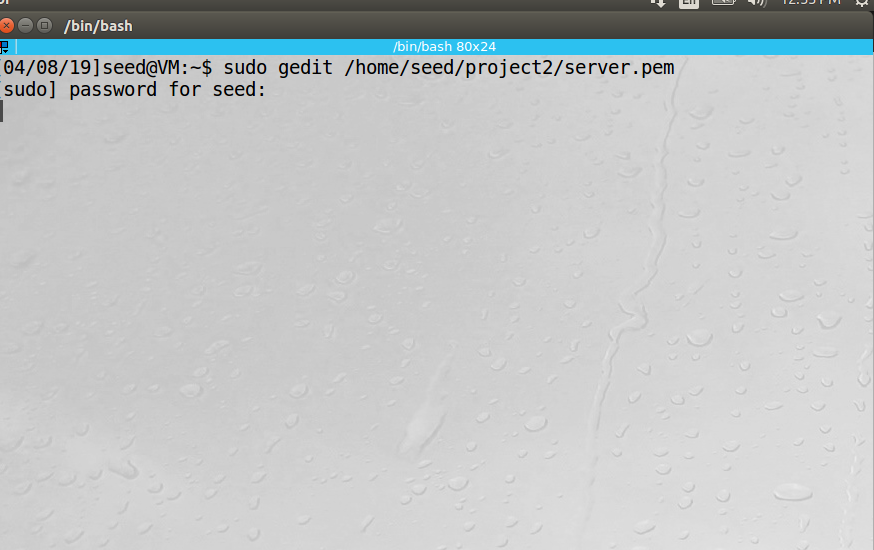 En
/bin/bash
/bin/bash 80x24
[04/08/19]seed@VM:~$ sudo gedit /home/seed/project2/server.pem
[sudo] password for seed: